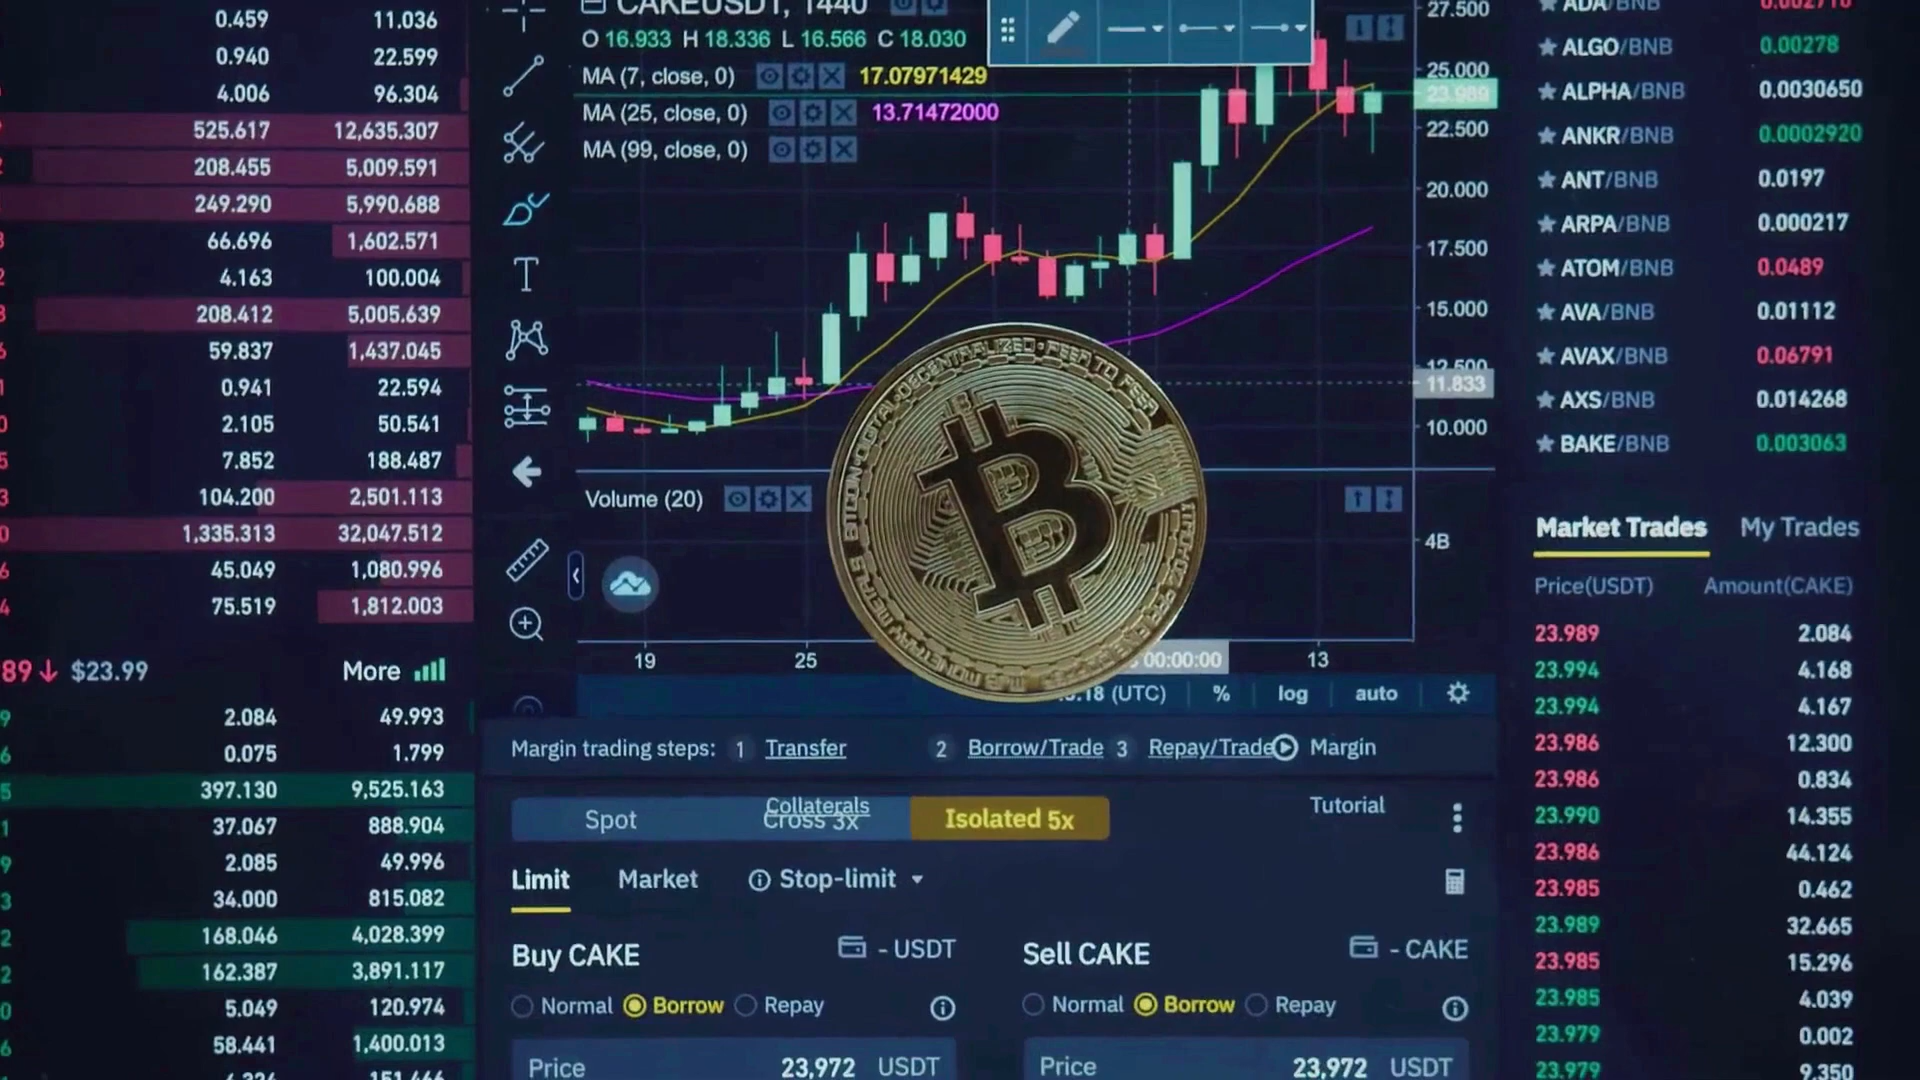 0.459 11.036
0.940 22.599
4.006 96.304
525.617 12,635.307
208.455 5,009.591
249.290 5,990.688
66.696 1,602.571
4.163 100.004
208.412 5,005.639
59.837 1,437.045
0.941 22.594
2.105 50.541
7.852 188.487
104.200 2,501.113
1,335.313 32,047.512
45.049 1,080.996
75.519 1,812.003
89↓ $23.99 More
2.084 49.993
0.075 1.799
397.130 9,525.163
37.067 888.904
2.085 49.996
34.000 815.082
168.046 4,028.399
162.387 3,891.117
5.049 120.974
58.441 1,400.013
CAKEUSDT, 1440
O 16.933 H 18.336 L 16.566 C 18.030
MA (7, close, 0) 17.07971429
MA (25, close, 0) 13.71472000
MA (99, close, 0)
27.500
25.000
23.989
22.500
20.000
17.500
15.000
12.500
11.833
10.000
Volume (20)
4B
19 25 00:00:00 13
18 (UTC) % log auto
BITCOIN DIGITAL DECENTRALIZED PEER TO PEER
Margin trading steps: 1 Transfer 2 Borrow/Trade 3 Repay/Trade Margin
Collaterals Tutorial
Spot Cross 3x Isolated 5x
Limit Market Stop-limit
Buy CAKE - USDT Sell CAKE - CAKE
Normal Borrow Repay Normal Borrow Repay
Price 23,972 USDT Price 23,972 USDT
ADA/BNB 0.002710
ALGO/BNB 0.00278
ALPHA/BNB 0.0030650
ANKR/BNB 0.0002920
ANT/BNB 0.0197
ARPA/BNB 0.000217
ATOM/BNB 0.0489
AVA/BNB 0.01112
AVAX/BNB 0.06791
AXS/BNB 0.014268
BAKE/BNB 0.003063
Market Trades My Trades
Price(USDT) Amount(CAKE)
23.989 2.084
23.994 4.168
23.994 4.167
23.986 12.300
23.986 0.834
23.990 14.355
23.986 44.124
23.985 0.462
23.989 32.665
23.985 15.296
23.985 4.039
23.979 0.002
23.979 9.350